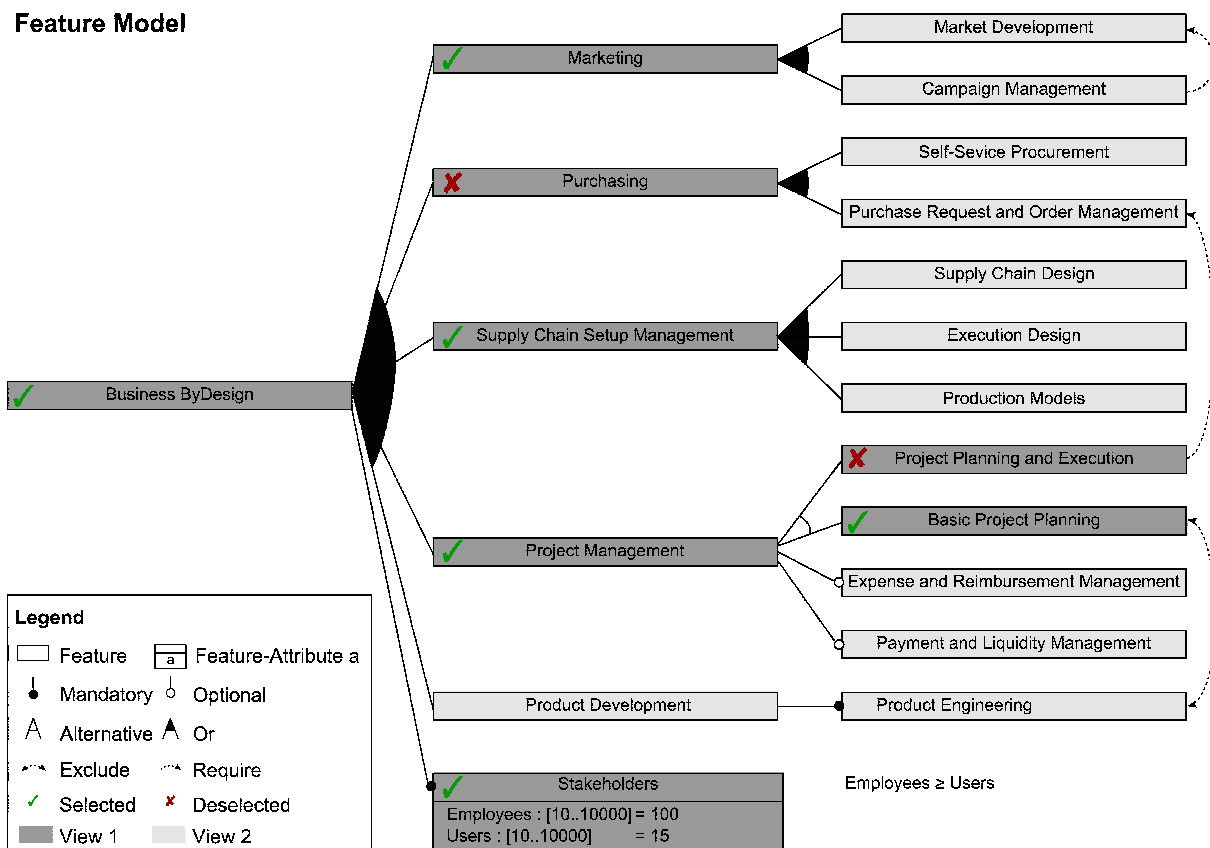 Feature Model
Market Development
Marketing
Campaign Management
Self-Sevice Procurement
Purchasing
Purchase Request and Order Management
Supply Chain Design
Supply Chain Setup Management
Execution Design
Business ByDesign
Production Models
Project Planning and Execution
Basic Project Planning
Project Management
Expense and Reimbursement Management
Payment and Liquidity Management
Product Development
Product Engineering
Stakeholders
Employees : [10..10000] = 100
Users : [10..10000] = 15
Employees ≥ Users
Legend
Feature
a
Feature-Attribute a
Mandatory
Optional
Alternative
Or
Exclude
Require
Selected
Deselected
View 1
View 2